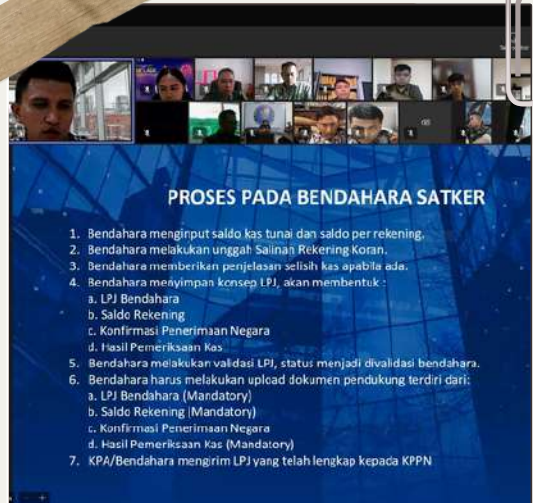 PROSES PADA BENDAHARA SATKER
1. Bendahara menginput saldo kas tunai dan saldo per rekening.
2. Bendahara melakukan unggah Salinan Rekening Koran.
3. Bendahara memberikan penjelasan selisih kas apabila ada.
4. Bendahara menyimpan konsep LPJ, akan membentuk :
a. LPJ Bendahara
b. Saldo Rekening
c. Konfirmasi Penerimaan Negara
d. Hasil Pemeriksaan Kas
5. Bendahara melakukan validasi LPJ, status menjadi divalidasi bendahara.
6. Bendahara harus melakukan upload dokumen pendukung terdiri dari:
a. LPJ Bendahara (Mandatory)
b. Saldo Rekening (Mandatory)
c. Konfirmasi Penerimaan Negara
d. Hasil Pemeriksaan Kas (Mandatory)
7. KPA/Bendahara mengirim LPJ yang telah lengkap kepada KPPN